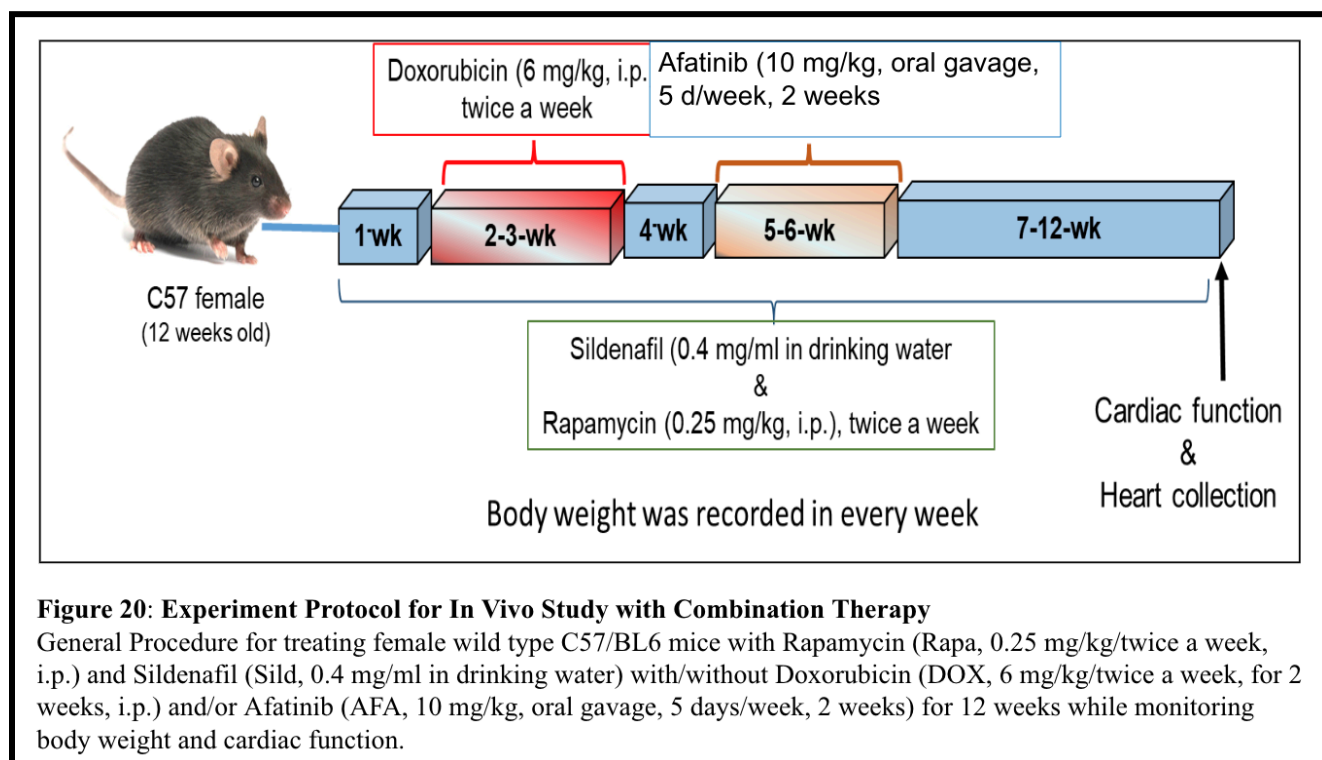 Doxorubicin (6 mg/kg, i.p.
twice a week
Afatinib (10 mg/kg, oral gavage,
5 d/week, 2 weeks
1-wk
2-3-wk
4-wk
5-6-wk
7-12-wk
C57 female
(12 weeks old)
Sildenafil (0.4 mg/ml in drinking water
&
Rapamycin (0.25 mg/kg, i.p.), twice a week
Cardiac function
&
Heart collection
Body weight was recorded in every week
Figure 20: Experiment Protocol for In Vivo Study with Combination Therapy
General Procedure for treating female wild type C57/BL6 mice with Rapamycin (Rapa, 0.25 mg/kg/twice a week,
i.p.) and Sildenafil (Sild, 0.4 mg/ml in drinking water) with/without Doxorubicin (DOX, 6 mg/kg/twice a week, for 2
weeks, i.p.) and/or Afatinib (AFA, 10 mg/kg, oral gavage, 5 days/week, 2 weeks) for 12 weeks while monitoring
body weight and cardiac function.